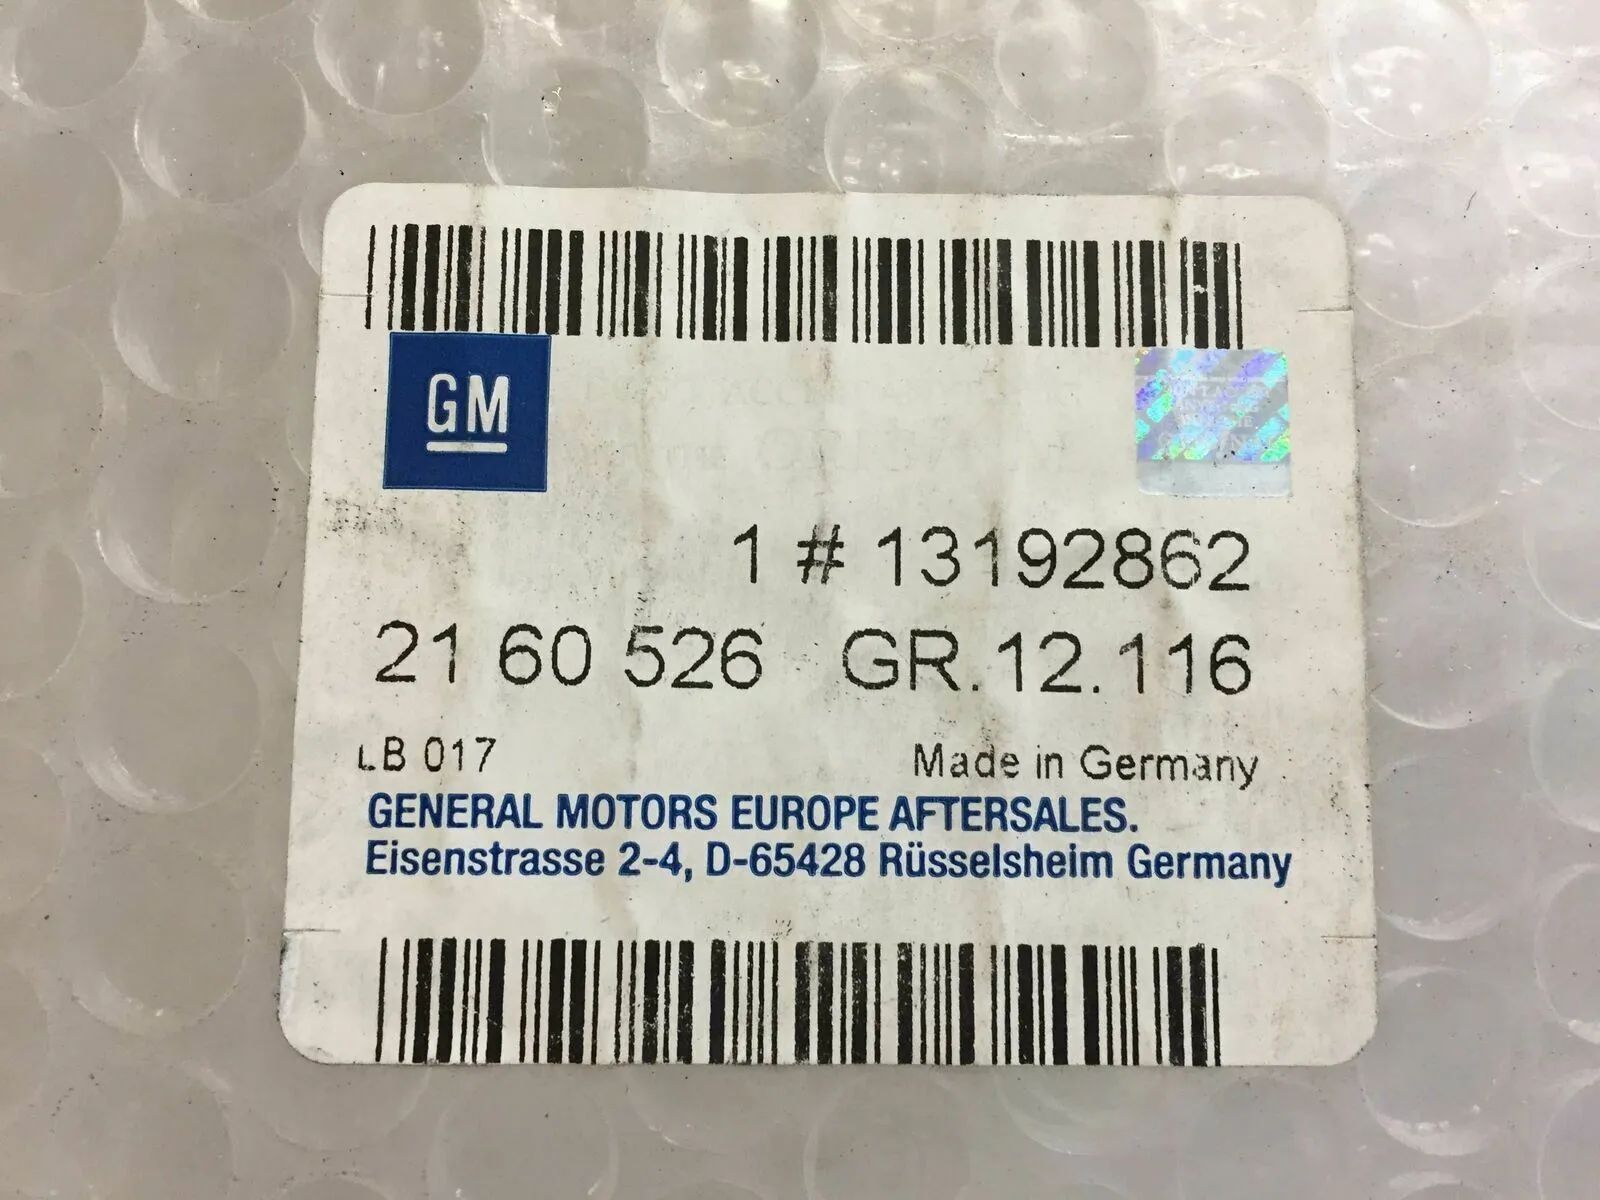 GM
1 # 13192862
21 60 526 GR.12.116
LB 017 Made in Germany
GENERAL MOTORS EUROPE AFTERSALES.
Eisenstrasse 2-4, D-65428 Rüsselsheim Germany